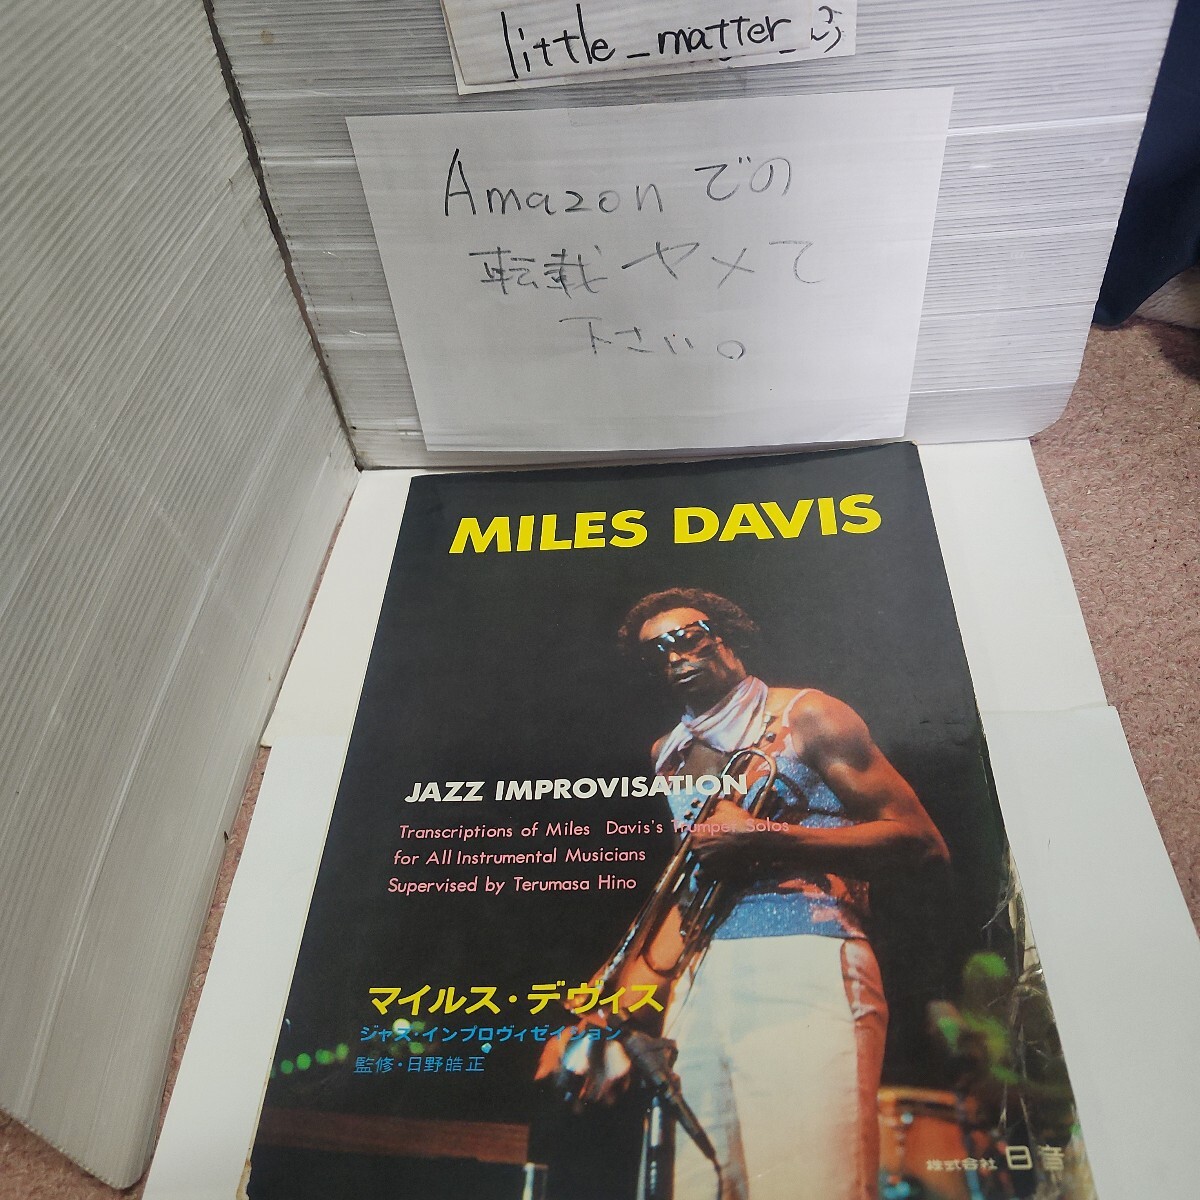 little_matter_
Amazonでの
転載ヤメて
下さい。
MILES DAVIS
JAZZ IMPROVISATION
Transcriptions of Miles Davis's Trumpet Solos
for All Instrumental Musicians
Supervised by Terumasa Hino
マイルス・デヴィス
ジャズ・インプロヴィゼイション
監修・日野皓正
株式会社 日音